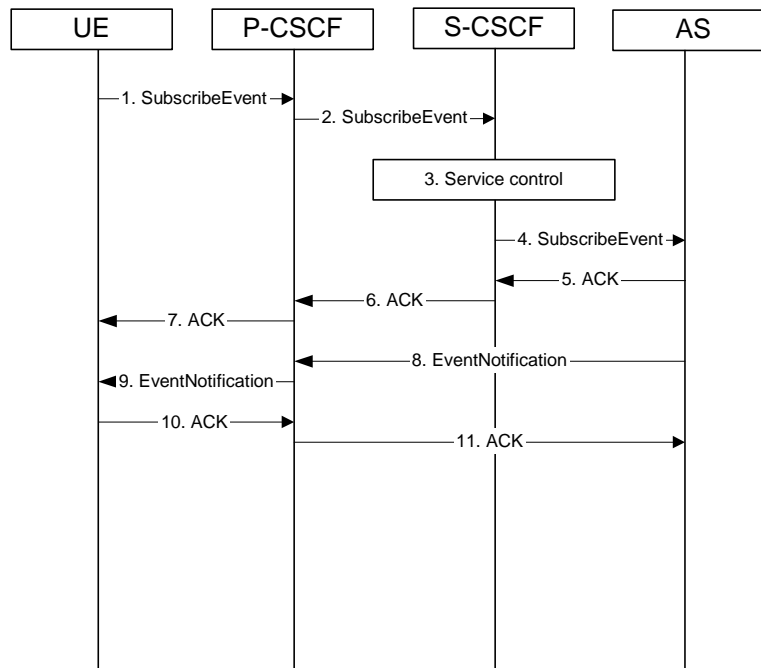 UE
P-CSCF
S-CSCF
AS
1. SubscribeEvent
2. SubscribeEvent
3. Service control
4. SubscribeEvent
5. ACK
6. ACK
7. ACK
8. EventNotification
9. EventNotification
10. ACK
11. ACK